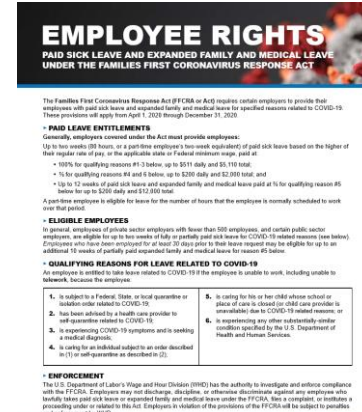 EMPLOYEE RIGHTS
PAID SICK LEAVE AND EXPANDED FAMILY AND MEDICAL LEAVE
UNDER THE FAMILIES FIRST CORONAVIRUS RESPONSE ACT
The Families First Coronavirus Response Act (FFCRA or Act) requires certain employers to provide their
employees with paid sick leave and expanded family and medical leave for specified reasons related to COVID-19.
These provisions will apply from April 1, 2020 through December 31, 2020.
▪ PAID LEAVE ENTITLEMENTS
Generally, employers covered under the Act must provide employees:
Up to two weeks (80 hours, or a part-time employee's two-week equivalent) of paid sick leave based on the higher of
their regular rate of pay, or the applicable state or Federal minimum wage, paid at:
• 100% for qualifying reasons #1-3 below, up to $511 daily and $5,110 total;
• ⅔ for qualifying reasons #4 and 6 below, up to $200 daily and $2,000 total; and
• Up to 12 weeks of paid sick leave and expanded family and medical leave paid at ⅔ for qualifying reason #5
below for up to $200 daily and $12,000 total.
A part-time employee is eligible for leave for the number of hours that the employee is normally scheduled to work
over that period.
▪ ELIGIBLE EMPLOYEES
In general, employees of private sector employers with fewer than 500 employees, and certain public sector
employers, are eligible for up to two weeks of fully or partially paid sick leave for COVID-19 related reasons (see below).
Employees who have been employed for at least 30 days prior to their leave request may be eligible for up to an
additional 10 weeks of partially paid expanded family and medical leave for reason #5 below.
▪ QUALIFYING REASONS FOR LEAVE RELATED TO COVID-19
An employee is entitled to take leave related to COVID-19 if the employee is unable to work, including unable to
telework, because the employee:
1. is subject to a Federal, State, or local quarantine or
isolation order related to COVID-19;
2. has been advised by a health care provider to
self-quarantine related to COVID-19;
3. is experiencing COVID-19 symptoms and is seeking
a medical diagnosis;
4. is caring for an individual subject to an order described
in (1) or self-quarantine as described in (2);
5. is caring for his or her child whose school or
place of care is closed (or child care provider is
unavailable) due to COVID-19 related reasons; or
6. is experiencing any other substantially-similar
condition specified by the U.S. Department of
Health and Human Services.
▪ ENFORCEMENT
The U.S. Department of Labor's Wage and Hour Division (WHD) has the authority to investigate and enforce compliance
with the FFCRA. Employers may not discharge, discipline, or otherwise discriminate against any employee who
lawfully takes paid sick leave or expanded family and medical leave under the FFCRA, files a complaint, or institutes a
proceeding under or related to this Act. Employers in violation of the provisions of the FFCRA will be subject to penalties